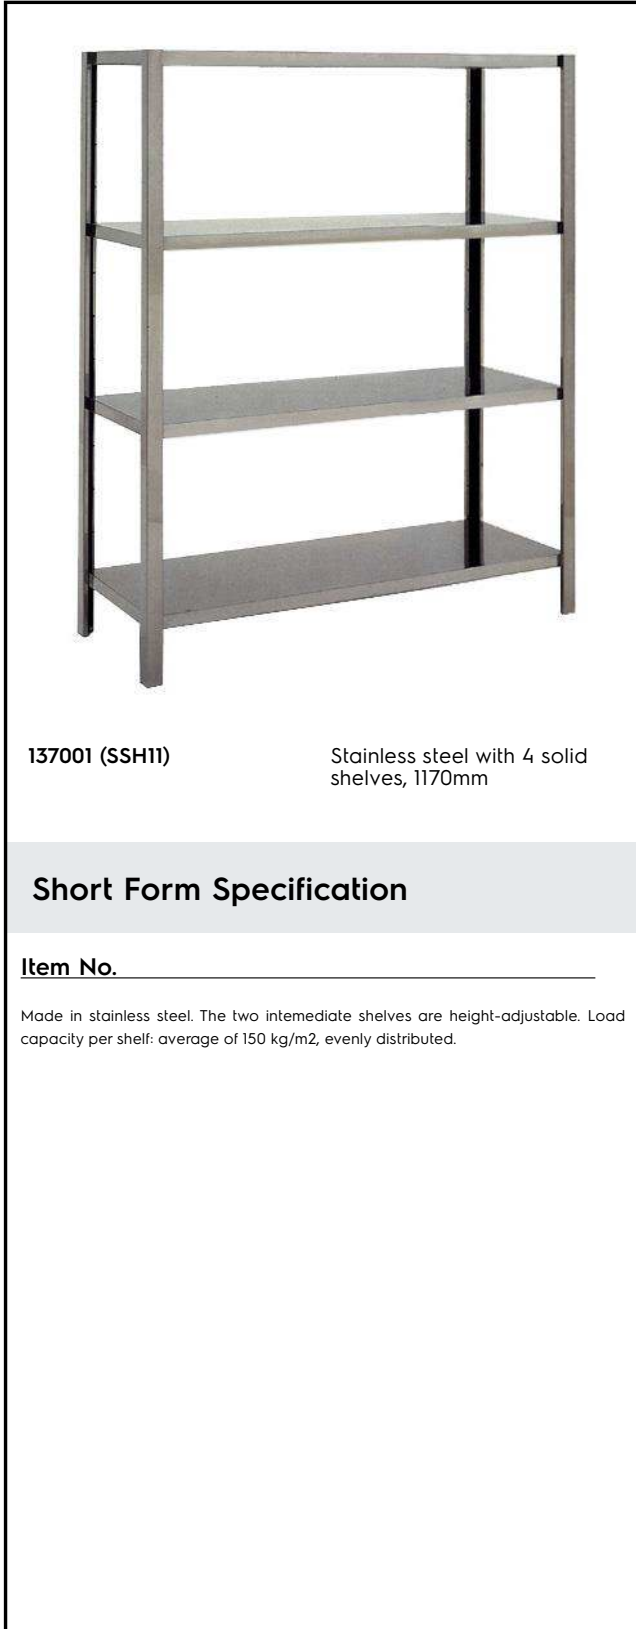 137001 (SSH11)
Stainless steel with 4 solid
shelves, 1170mm
Short Form Specification
Item No.
Made in stainless steel. The two intemediate shelves are height-adjustable. Load
capacity per shelf: average of 150 kg/m2, evenly distributed.